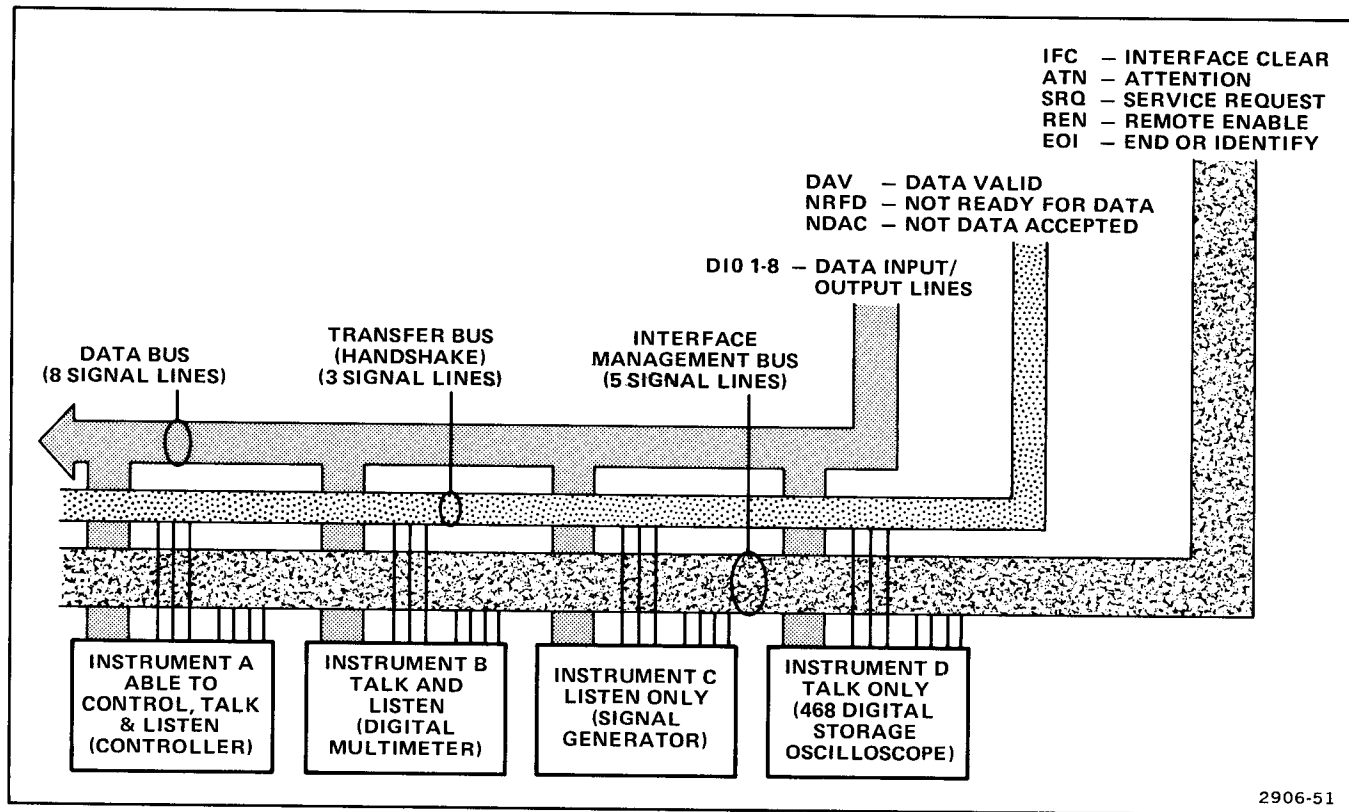 IFC – INTERFACE CLEAR
ATN – ATTENTION
SRQ – SERVICE REQUEST
REN – REMOTE ENABLE
EOI – END OR IDENTIFY
DAV – DATA VALID
NRFD – NOT READY FOR DATA
NDAC – NOT DATA ACCEPTED
DI0 1-8 – DATA INPUT/
OUTPUT LINES
DATA BUS
(8 SIGNAL LINES)
TRANSFER BUS
(HANDSHAKE)
(3 SIGNAL LINES)
INTERFACE
MANAGEMENT BUS
(5 SIGNAL LINES)
INSTRUMENT A
ABLE TO
CONTROL, TALK
& LISTEN
(CONTROLLER)
INSTRUMENT B
TALK AND
LISTEN
(DIGITAL
MULTIMETER)
INSTRUMENT C
LISTEN ONLY
(SIGNAL
GENERATOR)
INSTRUMENT D
TALK ONLY
(468 DIGITAL
STORAGE
OSCILLOSCOPE)
2906-51